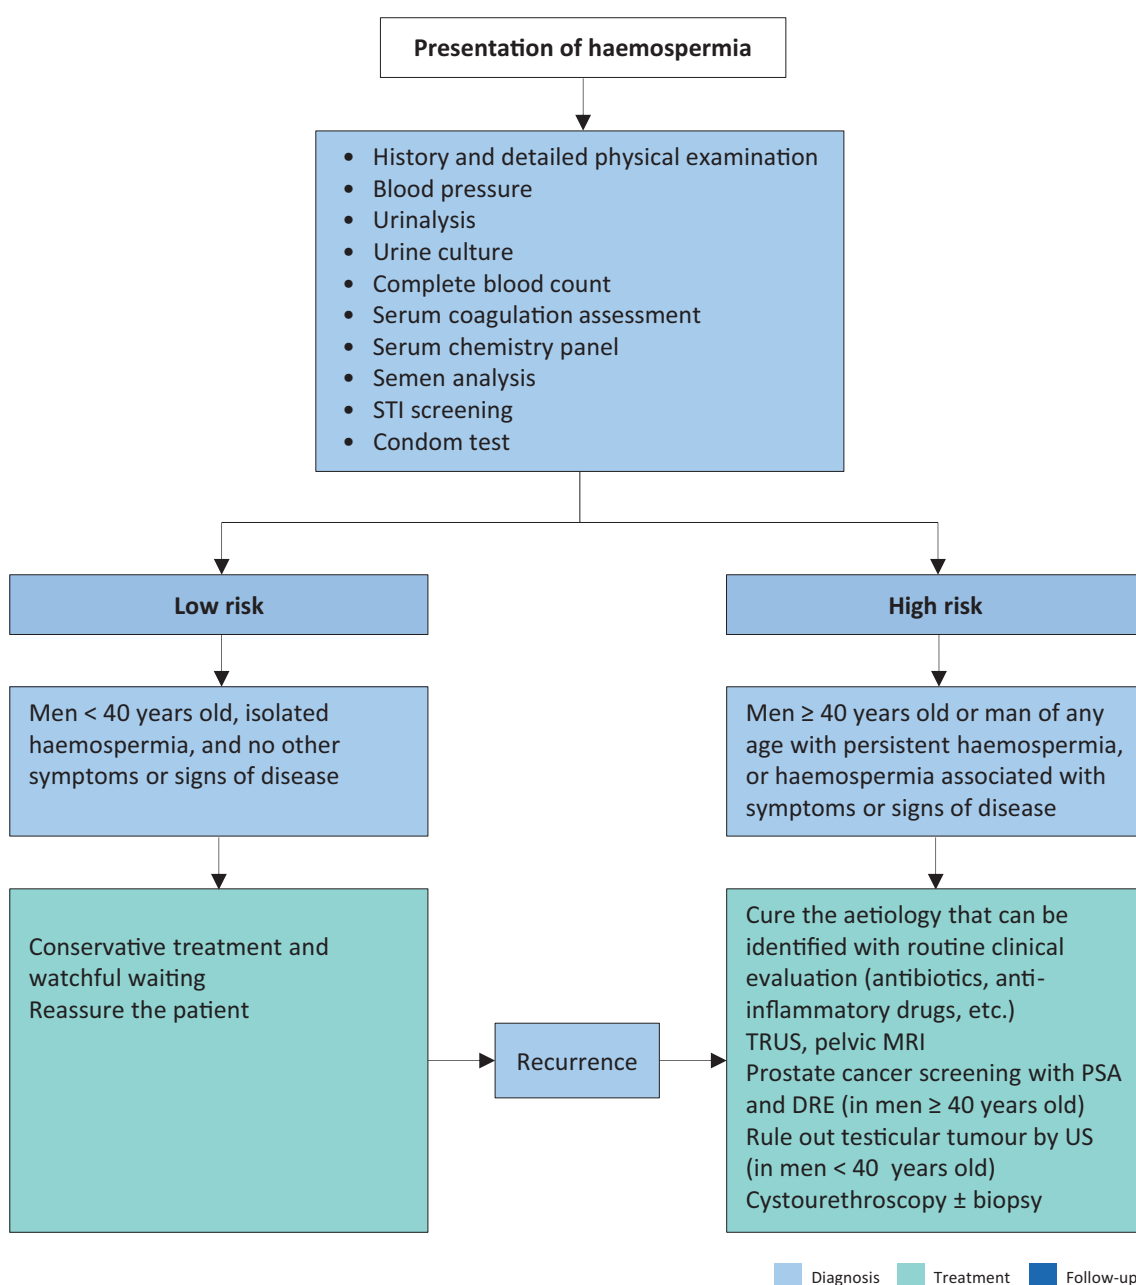 Presentation of haemospermia
• History and detailed physical examination
• Blood pressure
• Urinalysis
• Urine culture
• Complete blood count
• Serum coagulation assessment
• Serum chemistry panel
• Semen analysis
• STI screening
• Condom test
Low risk
High risk
Men < 40 years old, isolated
haemospermia, and no other
symptoms or signs of disease
Men ≥ 40 years old or man of any
age with persistent haemospermia,
or haemospermia associated with
symptoms or signs of disease
Conservative treatment and
watchful waiting
Reassure the patient
Recurrence
Cure the aetiology that can be
identified with routine clinical
evaluation (antibiotics, anti-
inflammatory drugs, etc.)
TRUS, pelvic MRI
Prostate cancer screening with PSA
and DRE (in men ≥ 40 years old)
Rule out testicular tumour by US
(in men < 40 years old)
Cystourethroscopy ± biopsy
Diagnosis
Treatment
Follow-up